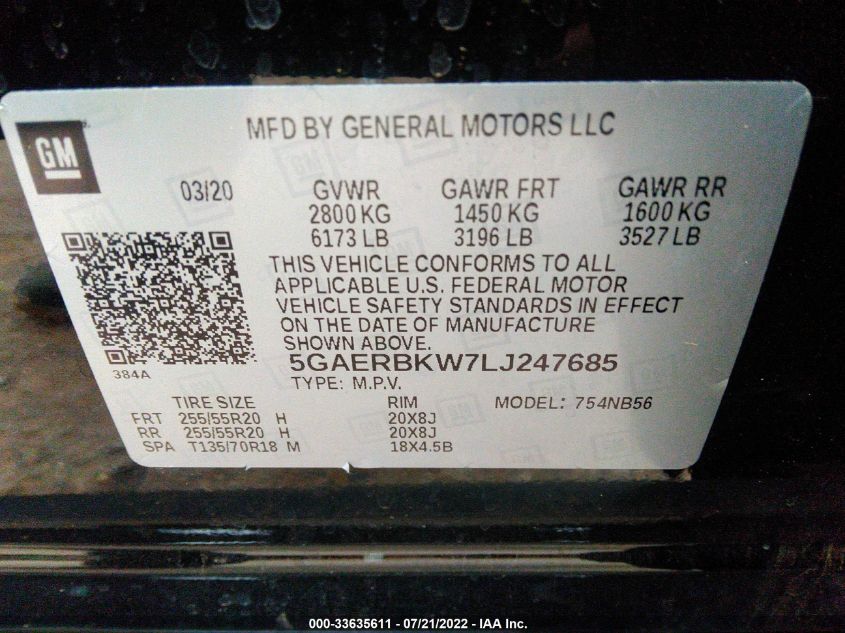 MFD BY GENERAL MOTORS LLC
GM
03/20 GVWR GAWR FRT GAWR RR
2800 KG 1450 KG 1600 KG
6173 LB 3196 LB 3527 LB
THIS VEHICLE CONFORMS TO ALL
APPLICABLE U.S. FEDERAL MOTOR
VEHICLE SAFETY STANDARDS IN EFFECT
ON THE DATE OF MANUFACTURE
SHOWN ABOVE.
384A
5GAERBKW7LJ247685
TYPE: M.P.V.
TIRE SIZE RIM MODEL: 754NB56
FRT 255/55R20 H 20X8J
RR 255/55R20 H 20X8J
SPA T135/70R18 M 18X4.5B
000-33635611 - 07/21/2022 - IAA Inc.